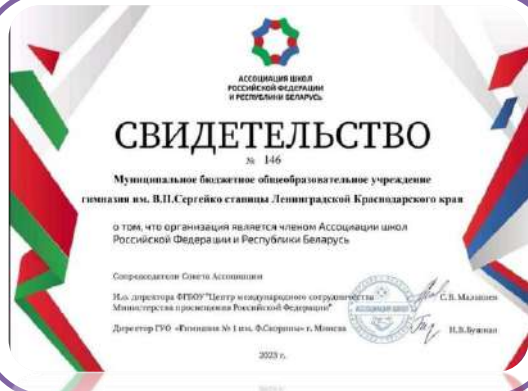 АССОЦИАЦИЯ ШКОЛ
РОССИЙСКОЙ ФЕДЕРАЦИИ
И РЕСПУБЛИКИ БЕЛАРУСЬ
СВИДЕТЕЛЬСТВО
№ 146
Муниципальное бюджетное общеобразовательное учреждение
гимназия им. В.П.Сергейко станицы Ленинградской Краснодарского края
о том, что организация является членом Ассоциации школ
Российской Федерации и Республики Беларусь
Сопредседатели Совета Ассоциации
И.о. директора ФГБОУ "Центр международного сотрудничества
Министерства просвещения Российской Федерации"
С.В. Малашен
Директор ГУО «Гимназия № 1 им. Ф.Скорины» г. Минска
Н.В.Бушная
2023 г.